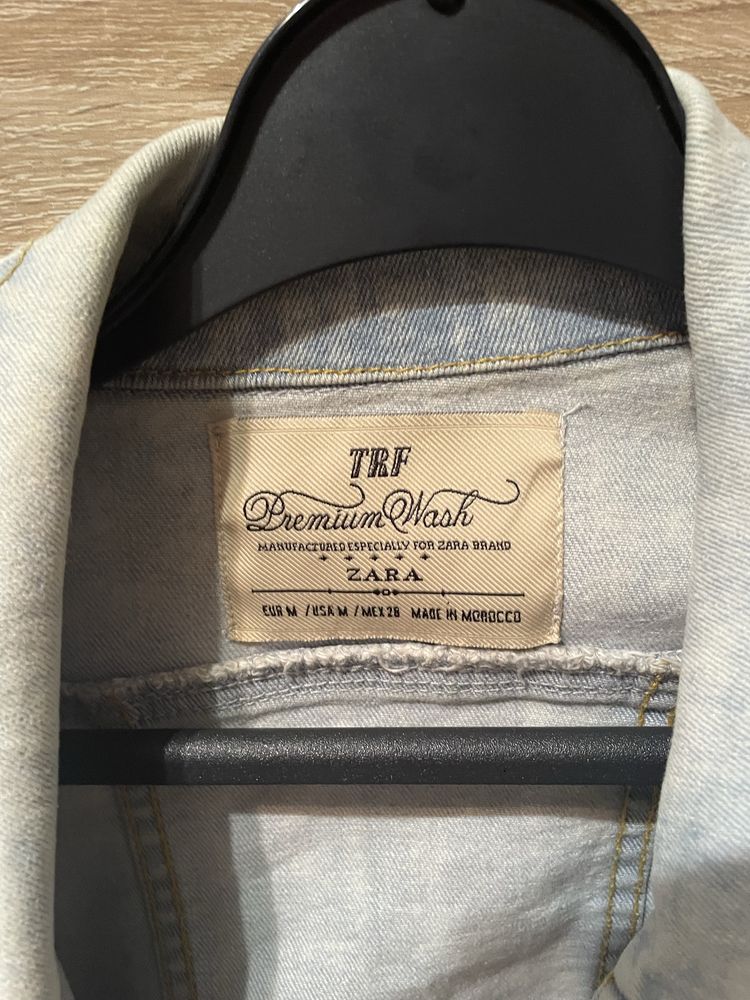 TRF
Premium Wash
MANUFACTURED ESPECIALLY FOR ZARA BRAND
ZARA
EUR M / USA M / MEX 28 MADE IN MOROCCO